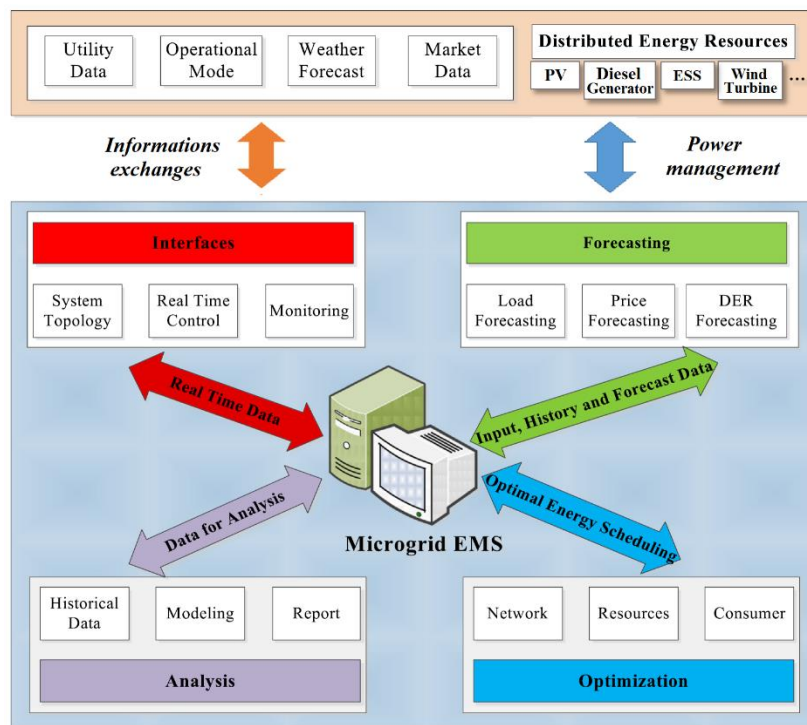 Utility
Data
Operational
Mode
Weather
Forecast
Market
Data
Distributed Energy Resources
PV
Diesel
Generator
ESS
Wind
Turbine
...
Informations
exchanges
Power
management
Interfaces
System
Topology
Real Time
Control
Monitoring
Forecasting
Load
Forecasting
Price
Forecasting
DER
Forecasting
Real Time Data
Input, History and Forecast Data
Data for Analysis
Optimal Energy Scheduling
Microgrid EMS
Historical
Data
Modeling
Report
Analysis
Network
Resources
Consumer
Optimization